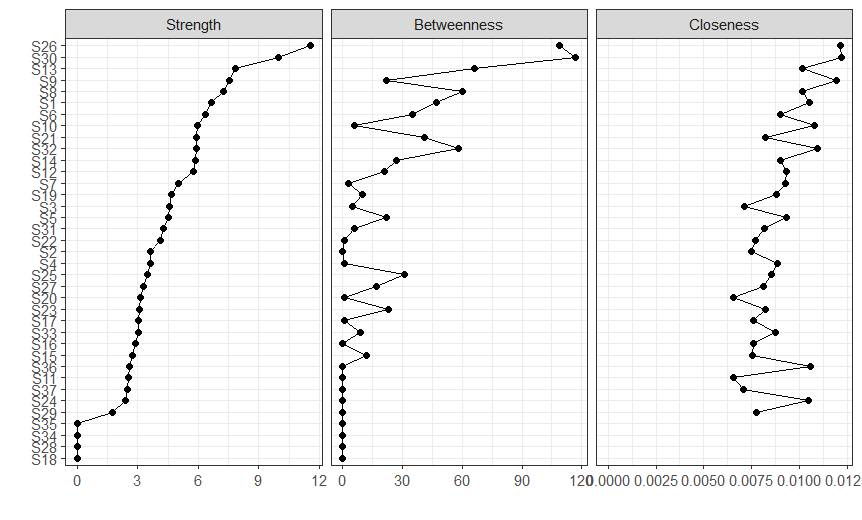 Strength Betweenness Closeness
S26
S30
S13
S9
S8
S1
S6
S10
S21
S32
S14
S12
S7
S19
S3
S5
S31
S22
S2
S4
S25
S27
S20
S23
S17
S33
S16
S15
S36
S11
S37
S24
S29
S35
S34
S28
S18
0 3 6 9 12 0 30 60 90 120 0.0000 0.0025 0.0050 0.0075 0.0100 0.012